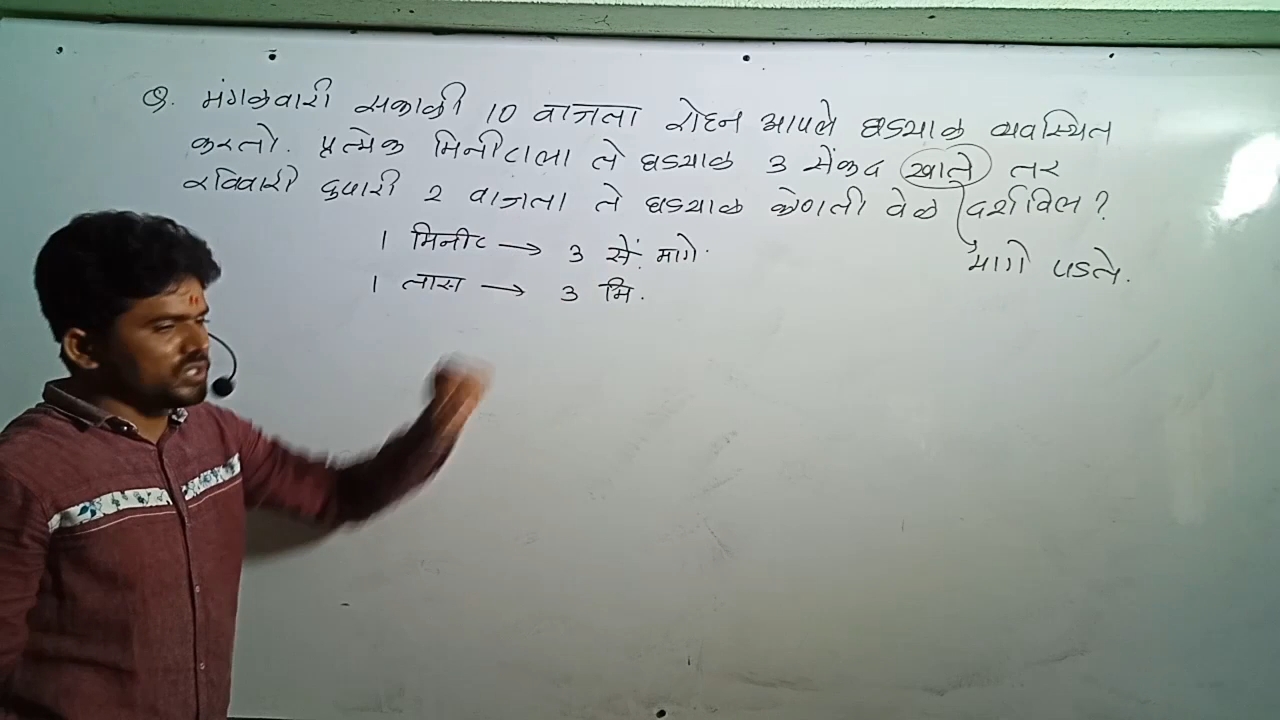 Q. मंगळवारी सकाळी 10 वाजता रोहन आपले घड्याळ व्यवस्थित
करतो. प्रत्येक मिनीटाला ते घड्याळ 3 सेंकद खाते तर
रविवारी दुपारी 2 वाजता ते घड्याळ कोणती वेळ दर्शविल ?
1 मिनीट → 3 सें. मागे.
मागे पडते.
1 तास → 3 मि.